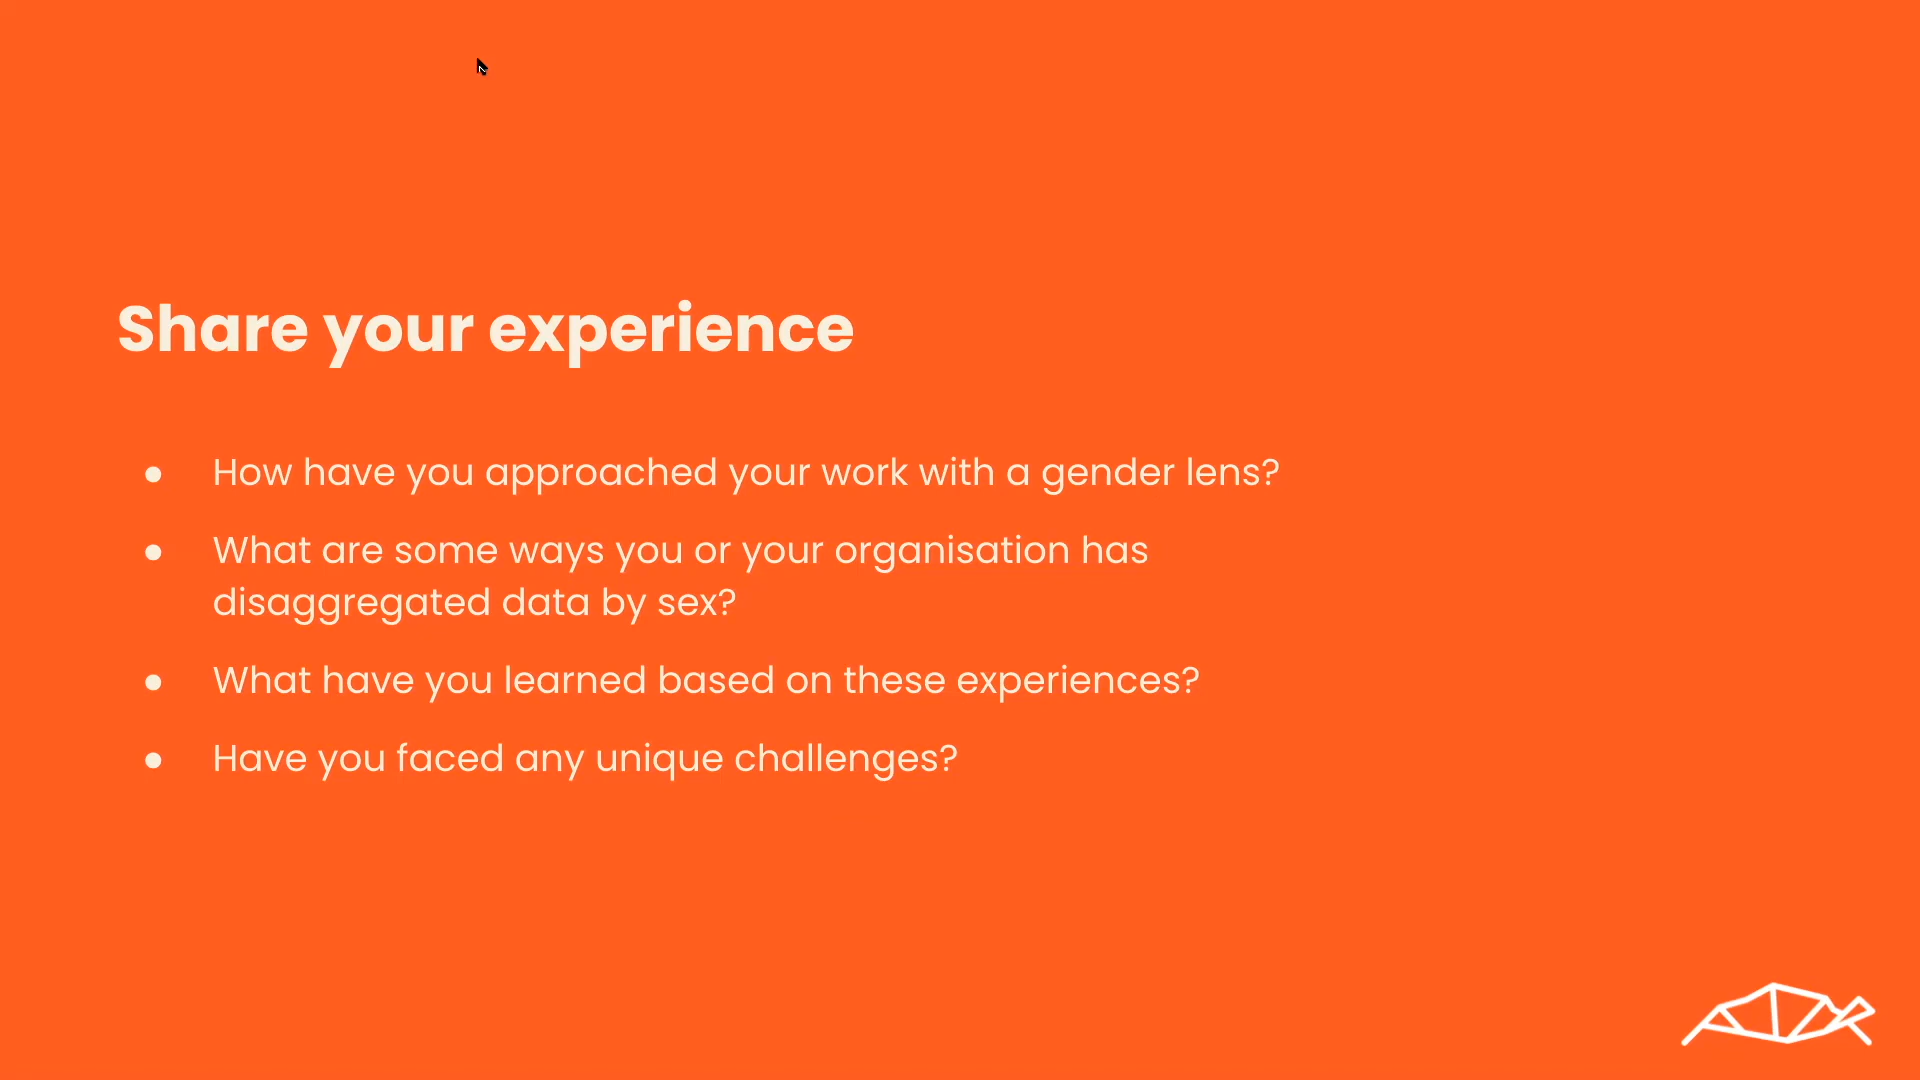 Share your experience
● How have you approached your work with a gender lens?
● What are some ways you or your organisation has
disaggregated data by sex?
● What have you learned based on these experiences?
● Have you faced any unique challenges?